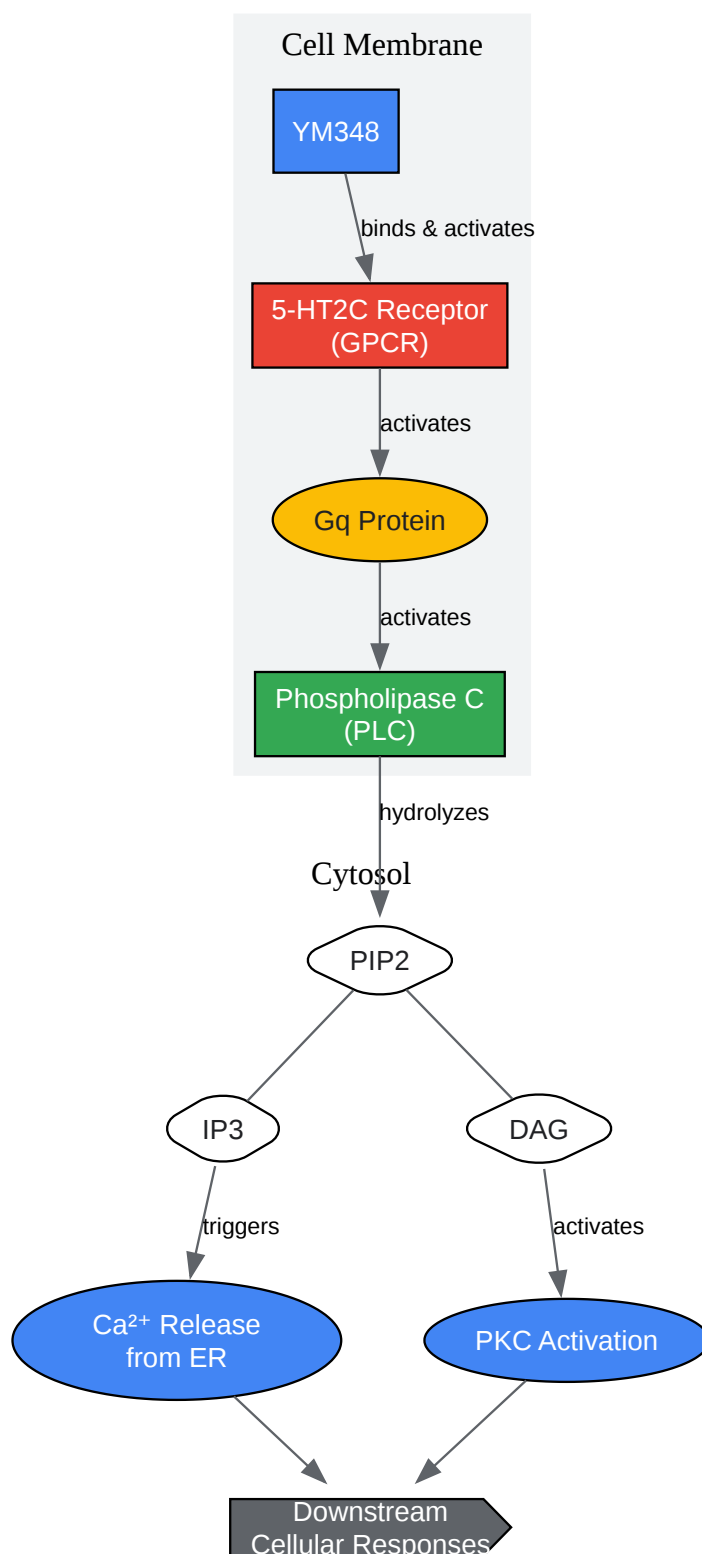 Cell Membrane
YM348
binds & activates
5-HT2C Receptor
(GPCR)
activates
Gq Protein
activates
Phospholipase C
(PLC)
hydrolyzes
Cytosol
PIP2
IP3
DAG
triggers
activates
Ca²⁺ Release
from ER
PKC Activation
Downstream
Cellular Responses